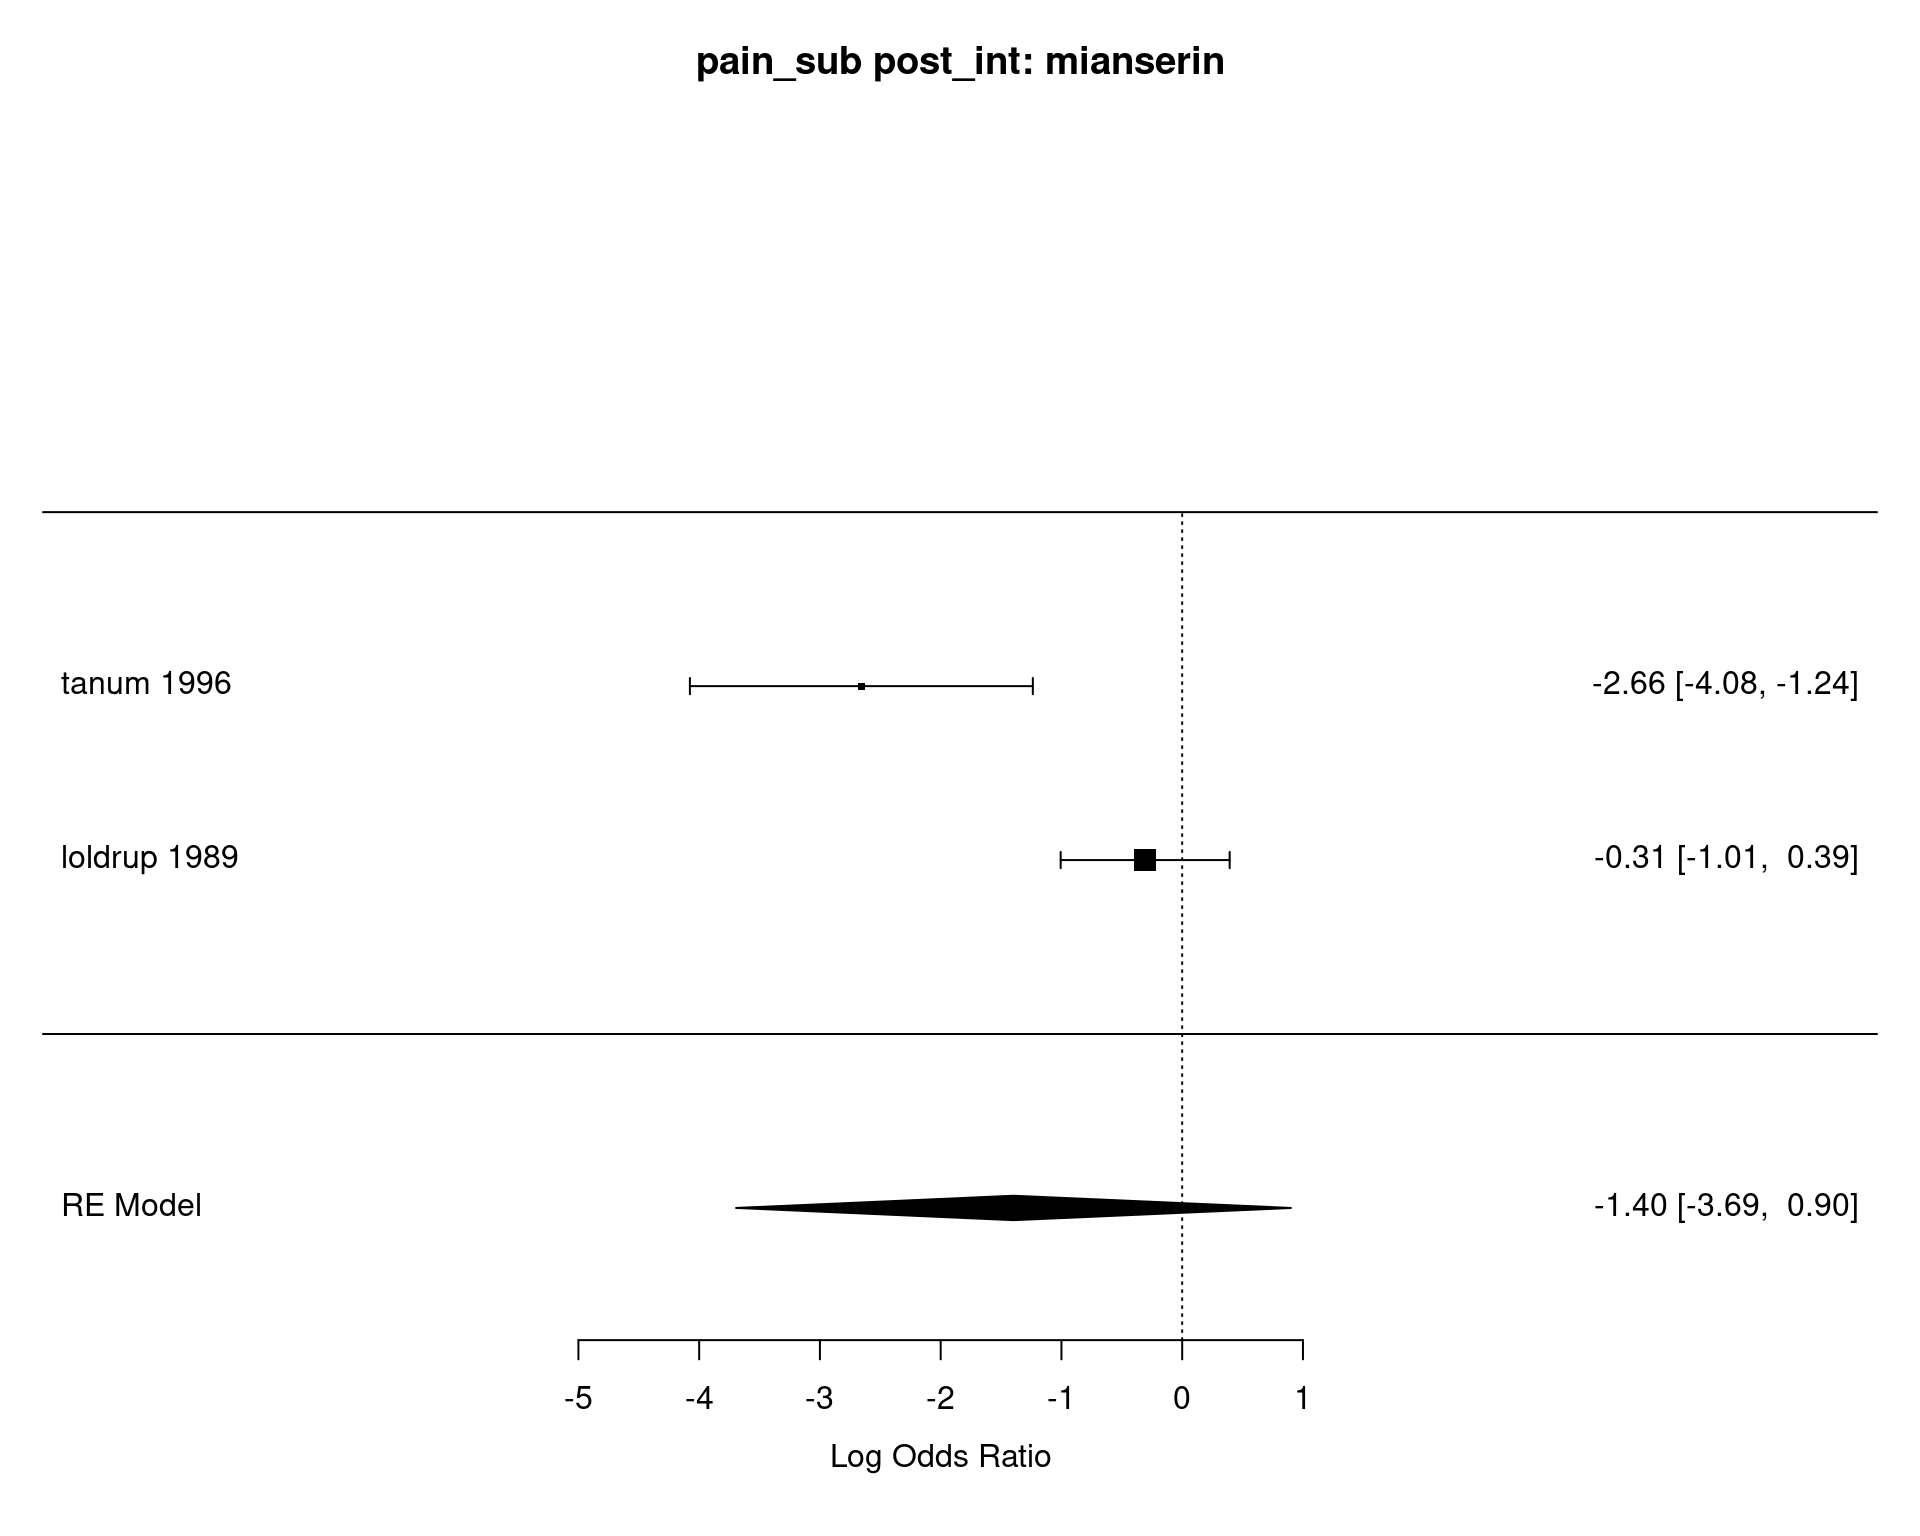 pain_sub post_int: mianserin
tanum 1996 -2.66 [-4.08, -1.24]
loldrup 1989 -0.31 [-1.01, 0.39]
RE Model -1.40 [-3.69, 0.90]
-5 -4 -3 -2 -1 0 1
Log Odds Ratio